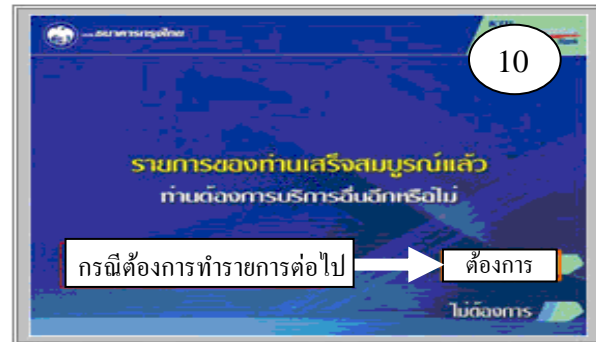 ธนาคารกรุงไทย
10
รายการของท่านเสร็จสมบูรณ์แล้ว
ท่านต้องการบริการอื่นอีกหรือไม่
กรณีต้องการทำรายการต่อไป
ต้องการ
ไม่ต้องการ